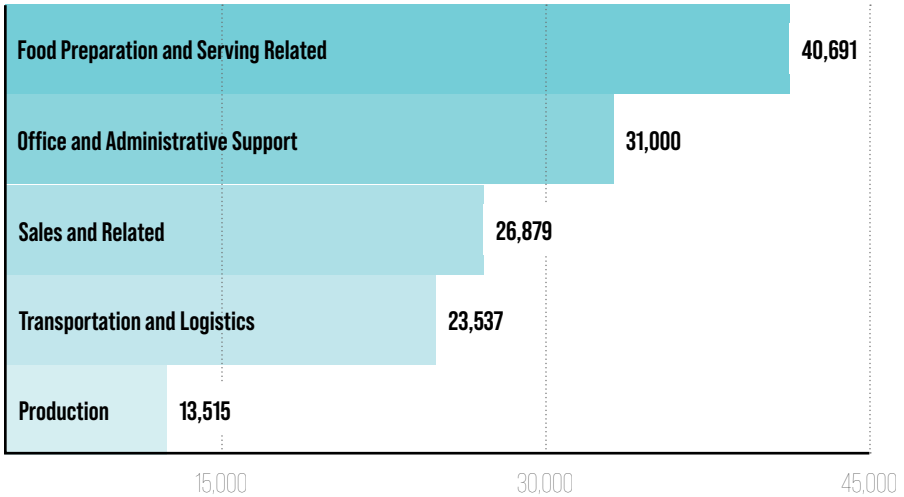 Food Preparation and Serving Related 40,691
Office and Administrative Support 31,000
Sales and Related 26,879
Transportation and Logistics 23,537
Production 13,515
15,000 30,000 45,000